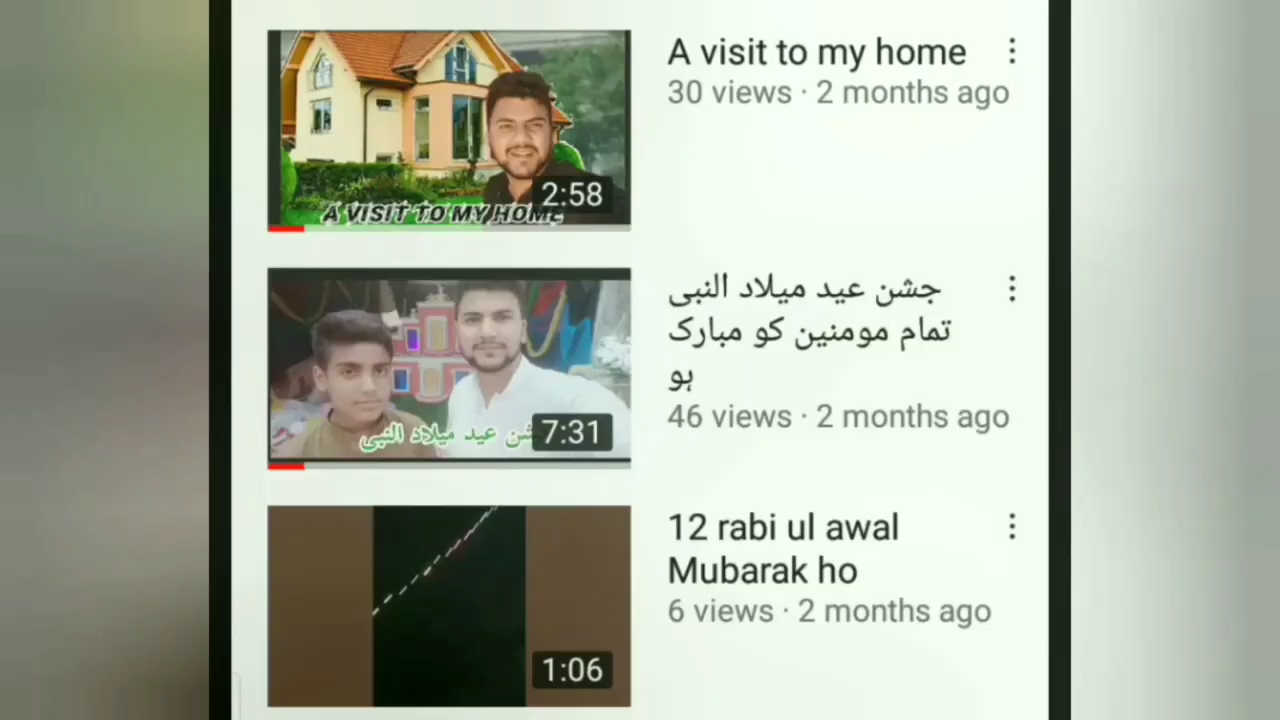 A visit to my home
30 views · 2 months ago
A VISIT TO MY HOME
2:58
جشن عید میلاد النبی
تمام مومنین کو مبارک
ہو
46 views · 2 months ago
جشن عید میلاد النبی
7:31
12 rabi ul awal
Mubarak ho
6 views · 2 months ago
1:06